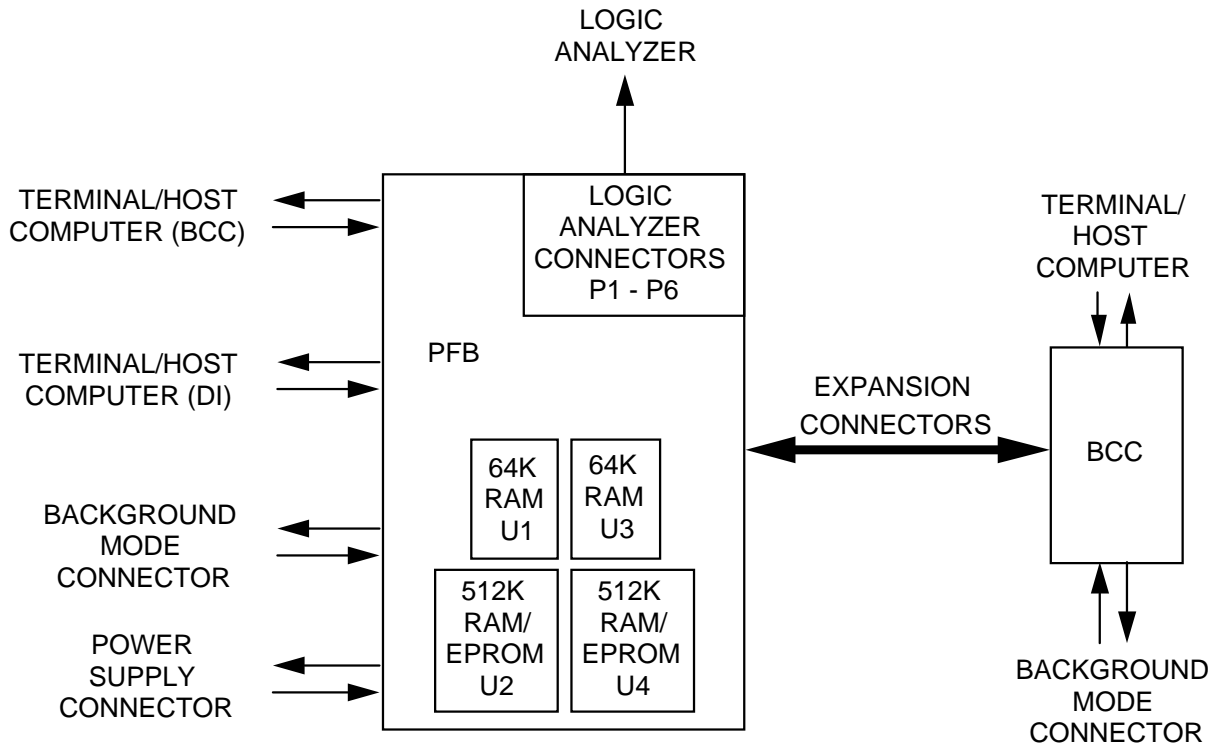 LOGIC
ANALYZER
TERMINAL/HOST
COMPUTER (BCC)
TERMINAL/HOST
COMPUTER (DI)
BACKGROUND
MODE
CONNECTOR
POWER
SUPPLY
CONNECTOR
LOGIC
ANALYZER
CONNECTORS
P1 - P6
PFB
64K
RAM
U1
64K
RAM
U3
512K
RAM/
EPROM
U2
512K
RAM/
EPROM
U4
EXPANSION
CONNECTORS
TERMINAL/
HOST
COMPUTER
BCC
BACKGROUND
MODE
CONNECTOR